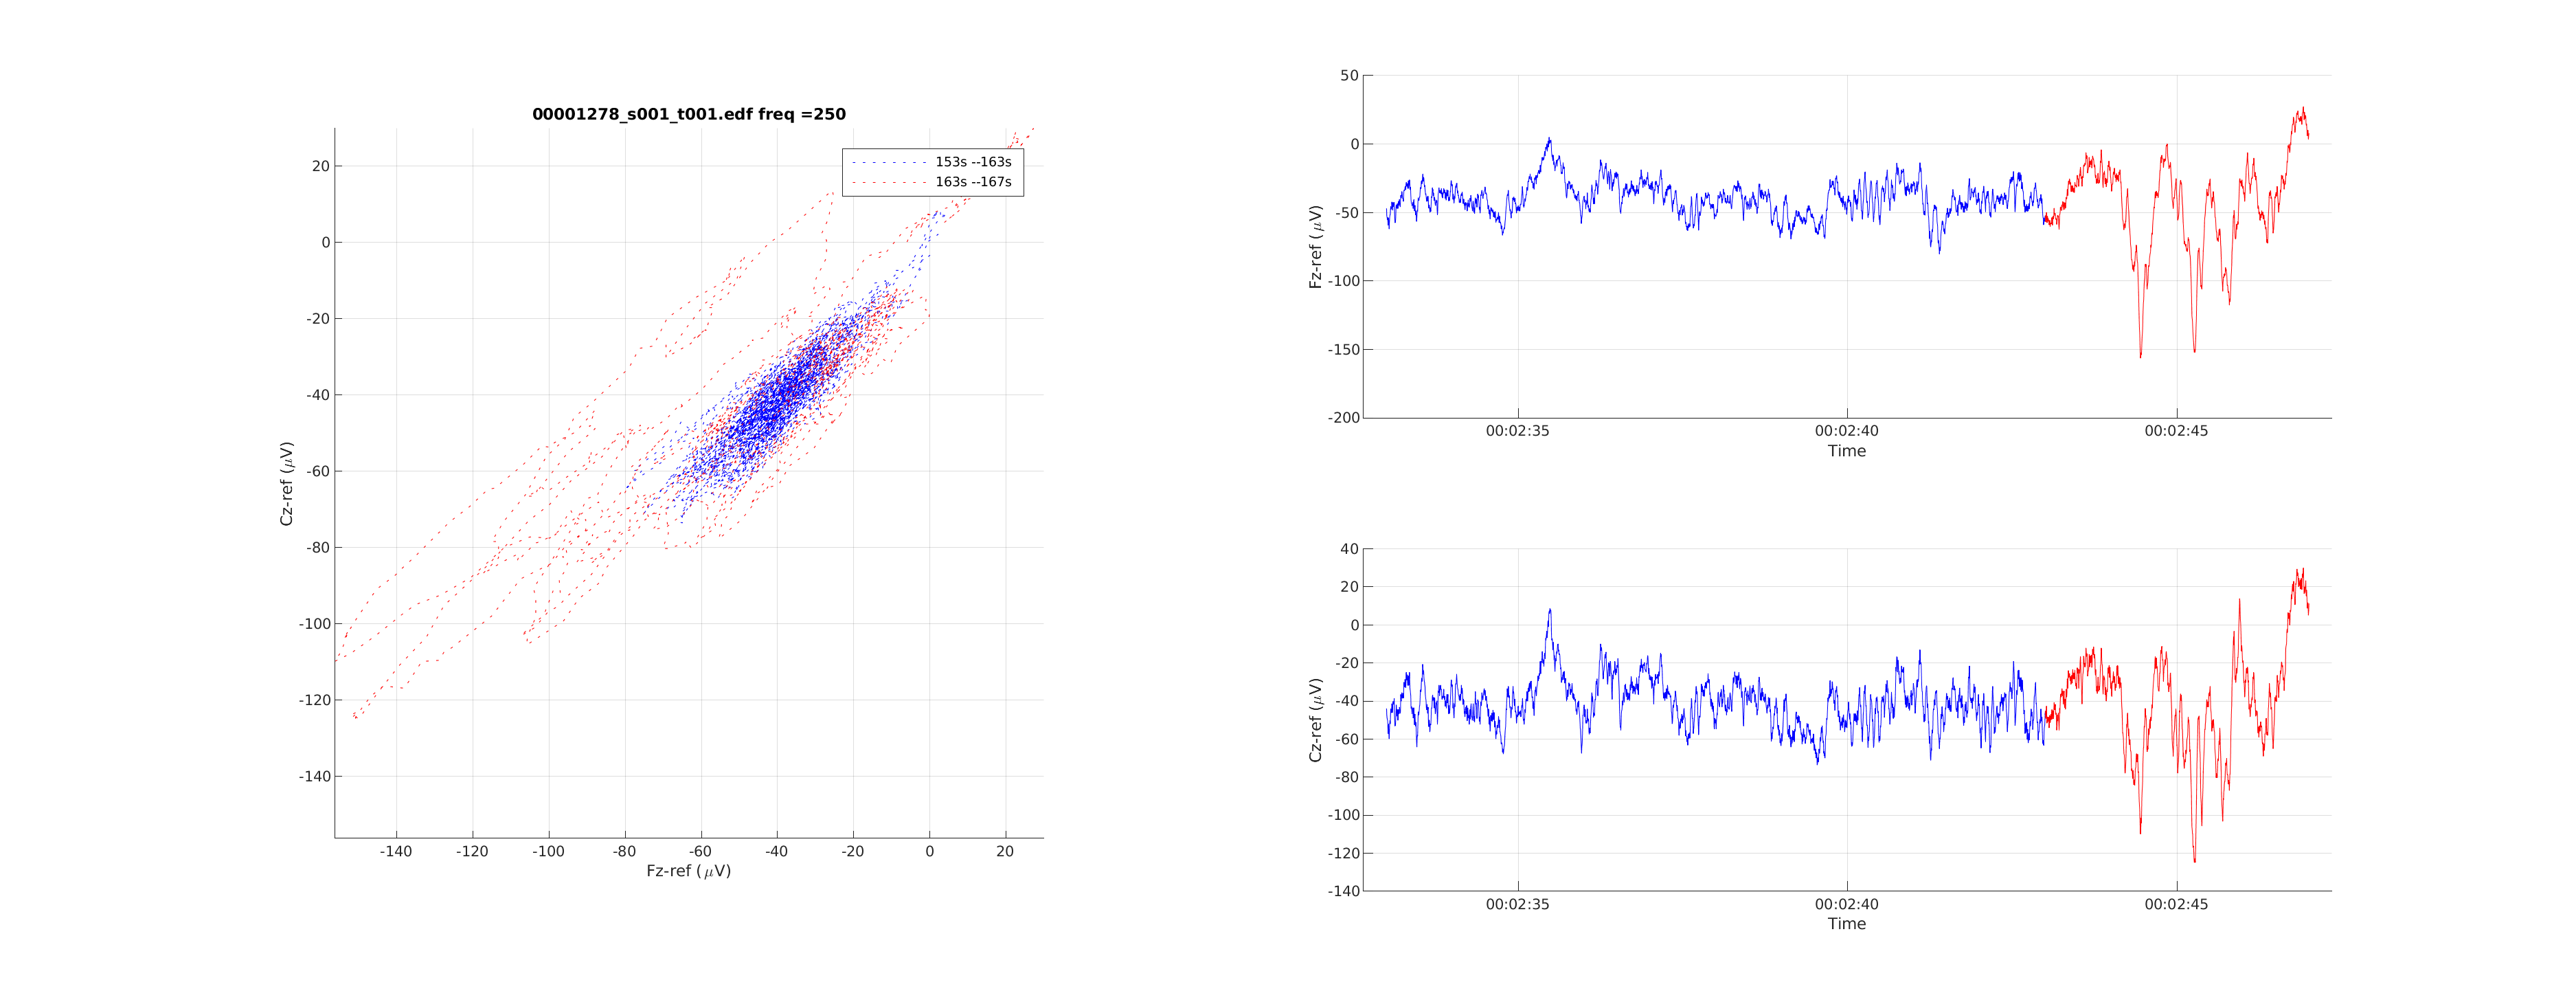 00001278_s001_t001.edf freq =250
153s --163s
163s --167s
20
0
-20
-40
-60
-80
-100
-120
-140
Cz-ref (μV)
-140 -120 -100 -80 -60 -40 -20 0 20
Fz-ref (μV)
50
0
-50
-100
-150
-200
Fz-ref (μV)
00:02:35 00:02:40 00:02:45
Time
40
20
0
-20
-40
-60
-80
-100
-120
-140
Cz-ref (μV)
00:02:35 00:02:40 00:02:45
Time